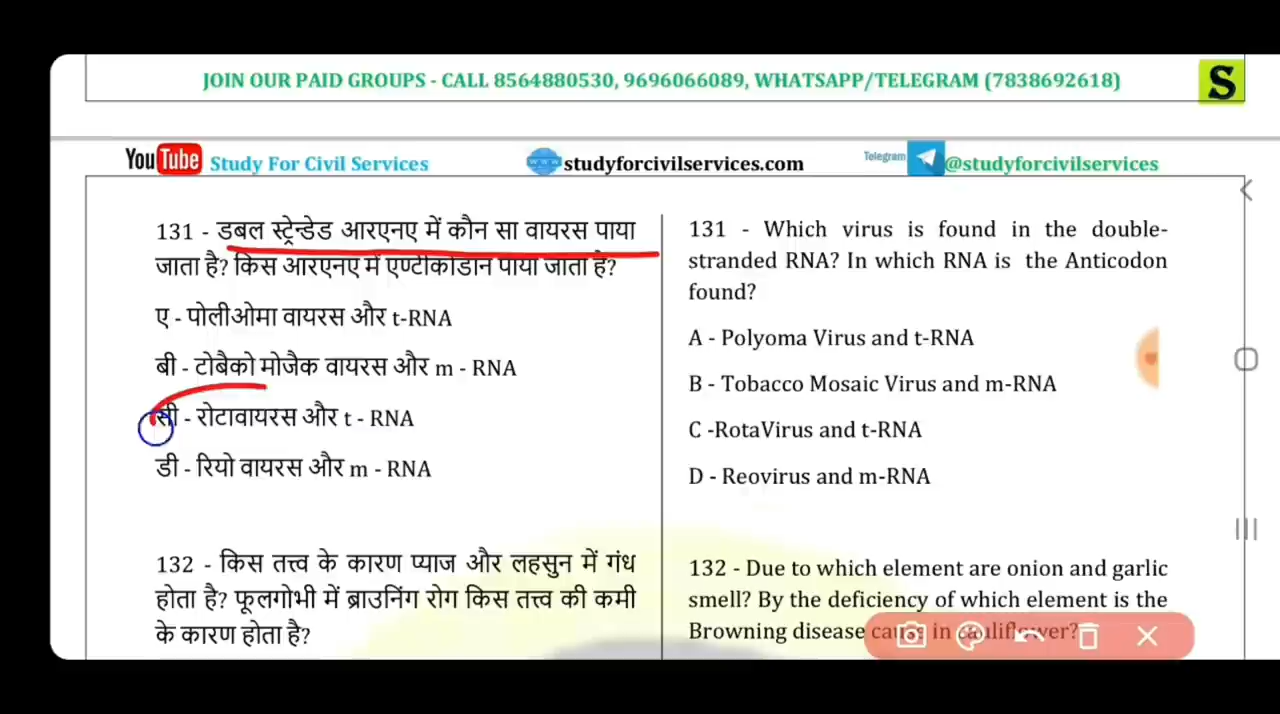 JOIN OUR PAID GROUPS - CALL 8564880530, 9696066089, WHATSAPP/TELEGRAM (7838692618)
S
YouTube Study For Civil Services
www studyforcivilservices.com
Telegram @studyforcivilservices
131 - डबल स्ट्रेन्डेड आरएनए में कौन सा वायरस पाया
जाता है? किस आरएनए में एण्टीकोडान पाया जाता है?
ए - पोलीओमा वायरस और t-RNA
बी - टोबैको मोजैक वायरस और m - RNA
सी - रोटावायरस और t - RNA
डी - रियो वायरस और m - RNA
132 - किस तत्त्व के कारण प्याज और लहसुन में गंध
होता है? फूलगोभी में ब्राउनिंग रोग किस तत्त्व की कमी
के कारण होता है?
131 - Which virus is found in the double-
stranded RNA? In which RNA is the Anticodon
found?
A - Polyoma Virus and t-RNA
B - Tobacco Mosaic Virus and m-RNA
C -RotaVirus and t-RNA
D - Reovirus and m-RNA
132 - Due to which element are onion and garlic
smell? By the deficiency of which element is the
Browning disease cause in cauliflower?